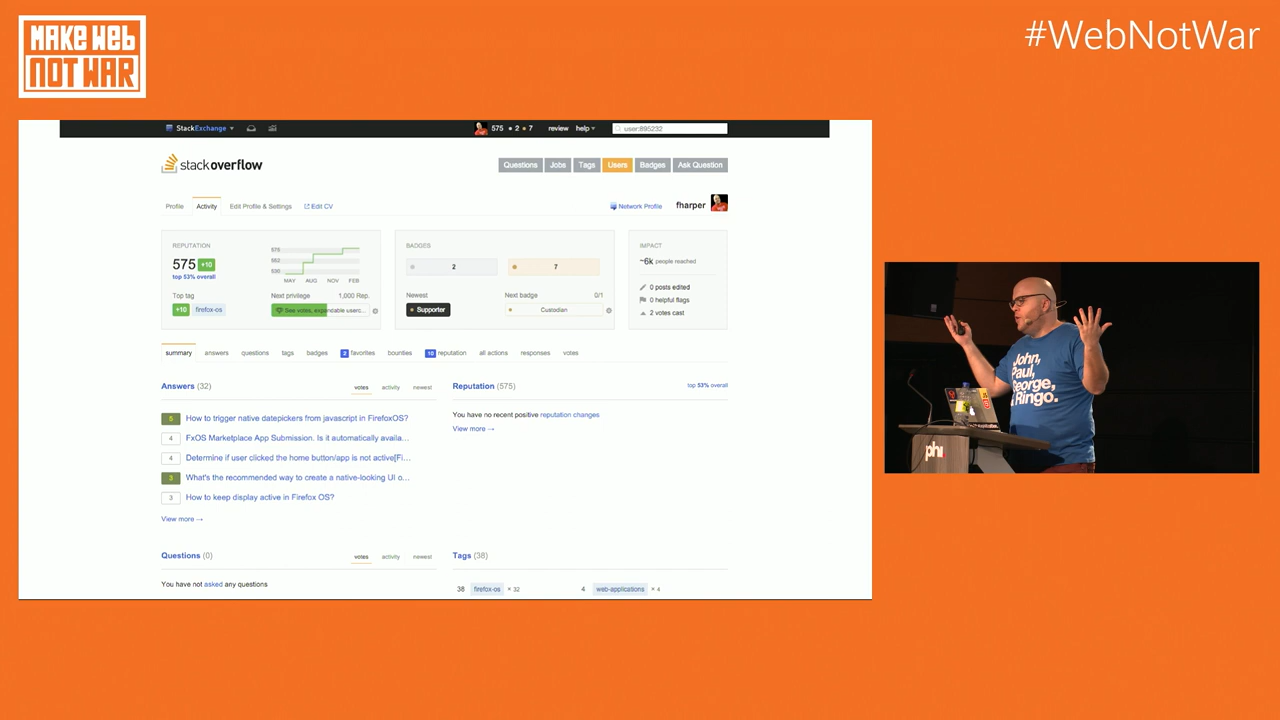 MAKE WEB
NOT WAR
#WebNotWar
StackExchange
575 2 7 review help user:895232
stackoverflow
Questions Jobs Tags Users Badges Ask Question
Profile Activity Edit Profile & Settings Edit CV Network Profile fharper
REPUTATION
575 +10
top 53% overall
MAY AUG NOV FEB
Top tag
+10 firefox-os
Next privilege 1,000 Rep.
See votes, expandable userc...
BADGES
2 7
Newest Next badge 0/1
Supporter Custodian
IMPACT
~6k people reached
0 posts edited
0 helpful flags
2 votes cast
summary answers questions tags badges 2 favorites bounties 10 reputation all actions responses votes
Answers (32) votes activity newest
5 How to trigger native datepickers from javascript in FirefoxOS?
4 FxOS Marketplace App Submission. Is it automatically availa...
4 Determine if user clicked the home button/app is not active[Fi...
3 What's the recommended way to create a native-looking UI o...
3 How to keep display active in Firefox OS?
View more →
Reputation (575) top 53% overall
You have no recent positive reputation changes
View more →
Questions (0) votes activity newest
You have not asked any questions
Tags (38)
38 firefox-os × 32 4 web-applications × 4
John,
Paul,
George,
Ringo.
phi